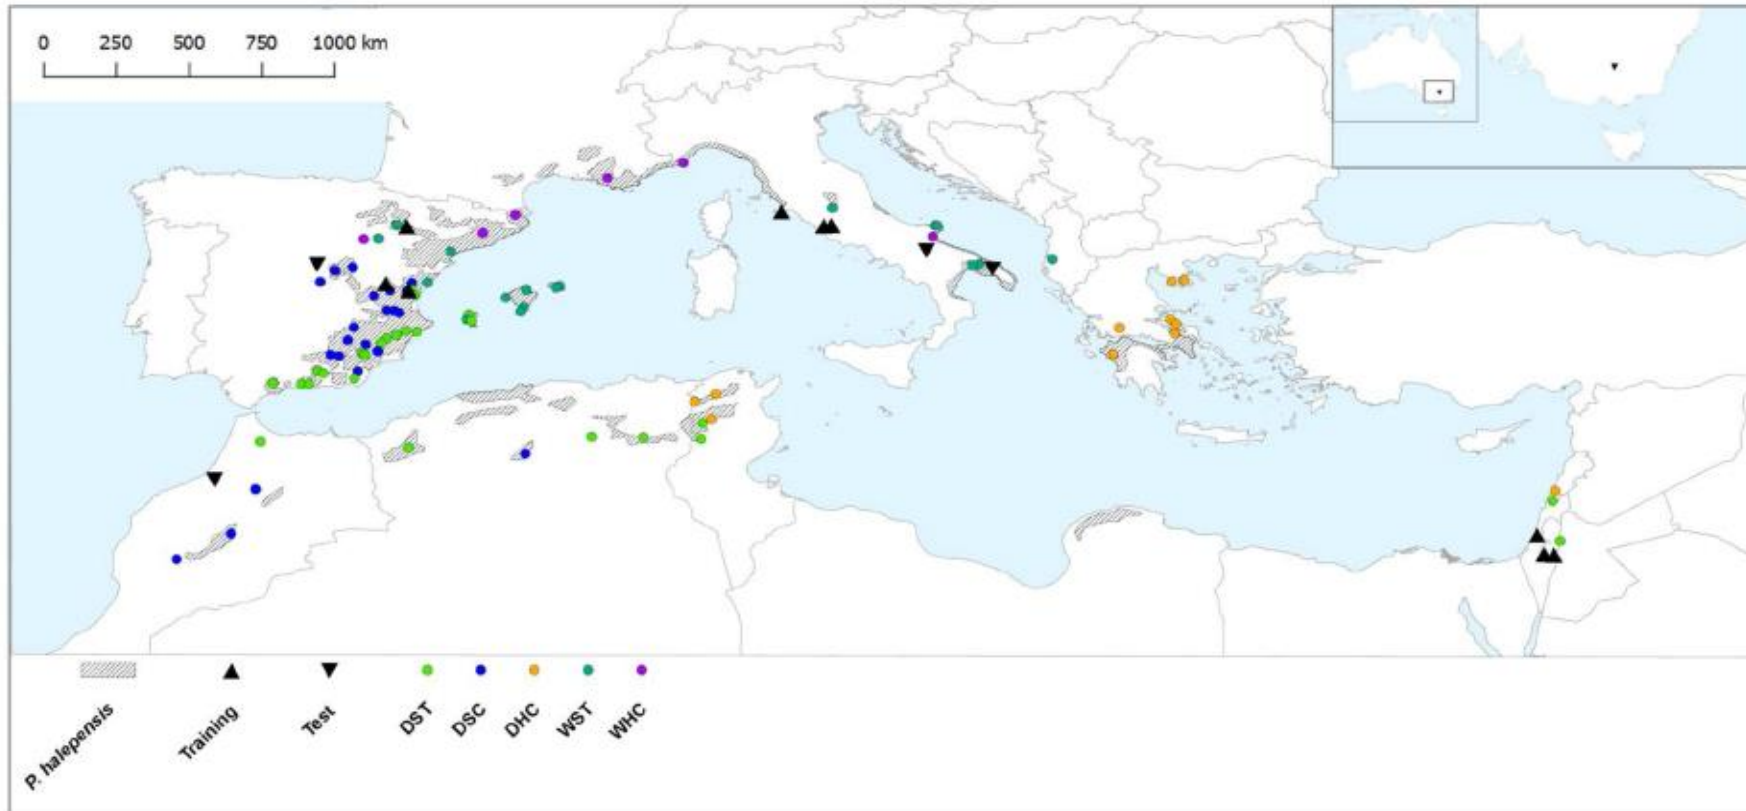 0 250 500 750 1000 km
P. halepensis
Training
Test
DST
DSC
DHC
WST
WHC